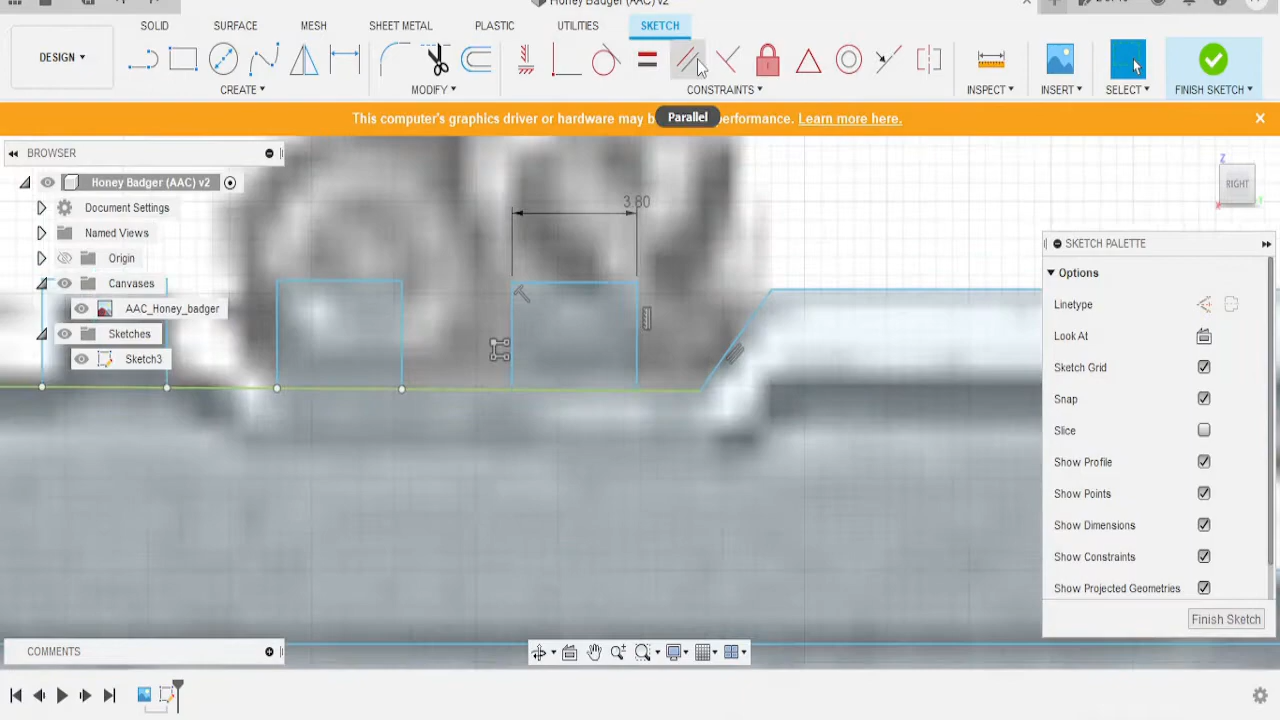 Honey Badger (AAC) v2
SOLID SURFACE MESH SHEET METAL PLASTIC UTILITIES SKETCH
DESIGN
CREATE MODIFY CONSTRAINTS INSPECT INSERT SELECT FINISH SKETCH
This computer's graphics driver or hardware may b Parallel performance. Learn more here.
BROWSER
Honey Badger (AAC) v2
Document Settings
Named Views
Origin
Canvases
AAC_Honey_badger
Sketches
Sketch3
3.80
Z
RIGHT
X
Y
SKETCH PALETTE
Options
Linetype
Look At
Sketch Grid
Snap
Slice
Show Profile
Show Points
Show Dimensions
Show Constraints
Show Projected Geometries
Finish Sketch
COMMENTS